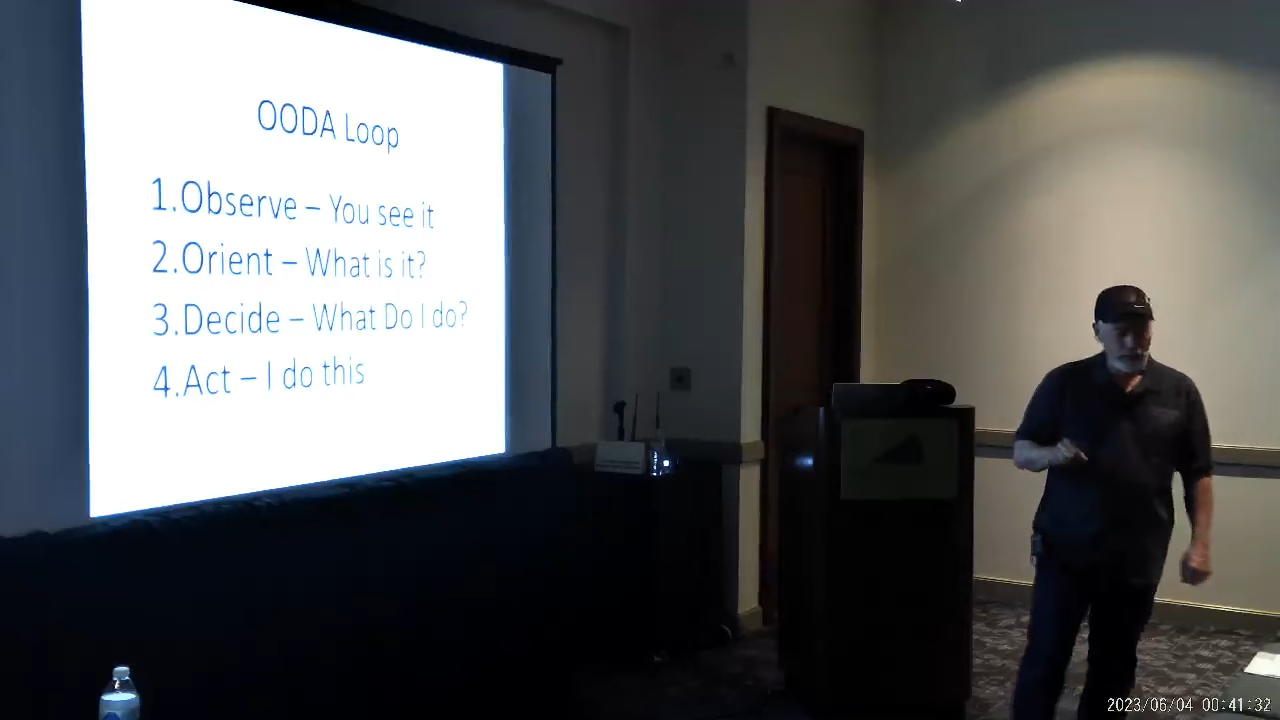 OODA Loop
1.Observe – You see it
2.Orient – What is it?
3.Decide – What Do I do?
4.Act – I do this
2023/06/04 00:41:32